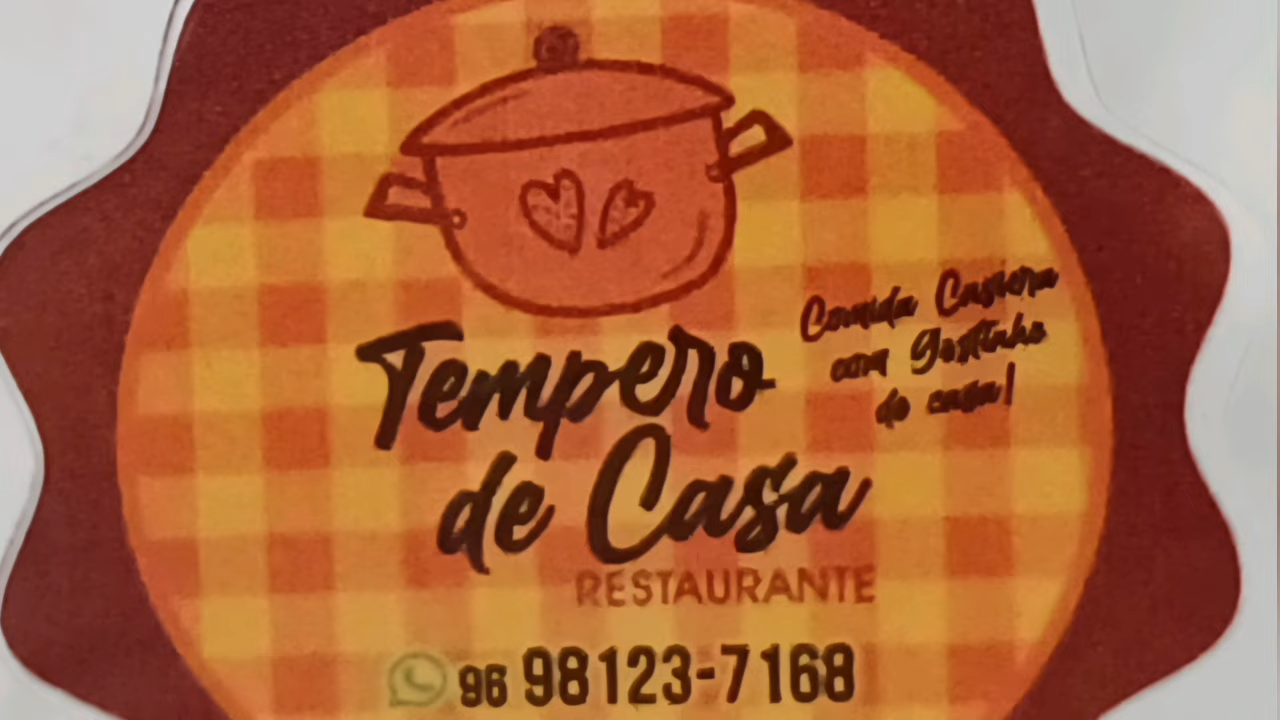 Tempero
de Casa
RESTAURANTE
Comida Caseira
com Gostinho
de casa!
96 98123-7168